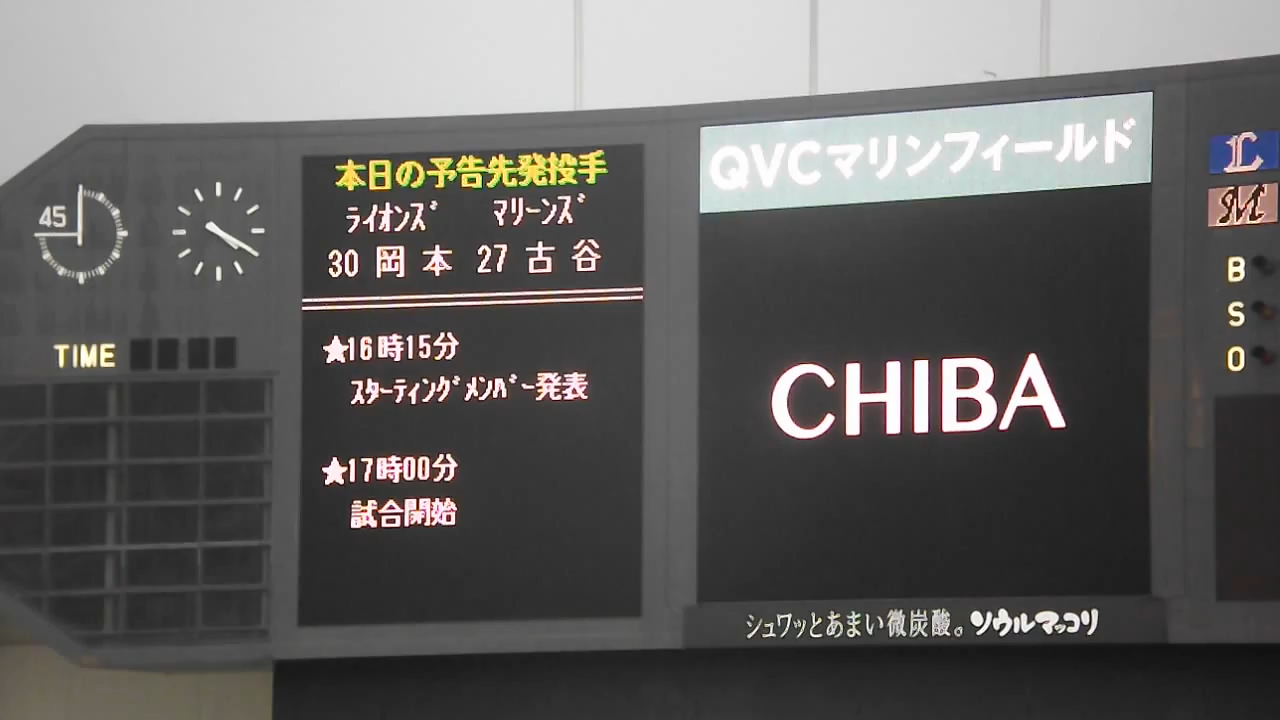 45
TIME
本日の予告先発投手
ライオンズ マリーンズ
30 岡本 27 古谷
★16時15分
スターティングメンバー発表
★17時00分
試合開始
QVCマリンフィールド
CHIBA
シュワッとあまい微炭酸。ソウルマッコリ
L
M
B
S
O